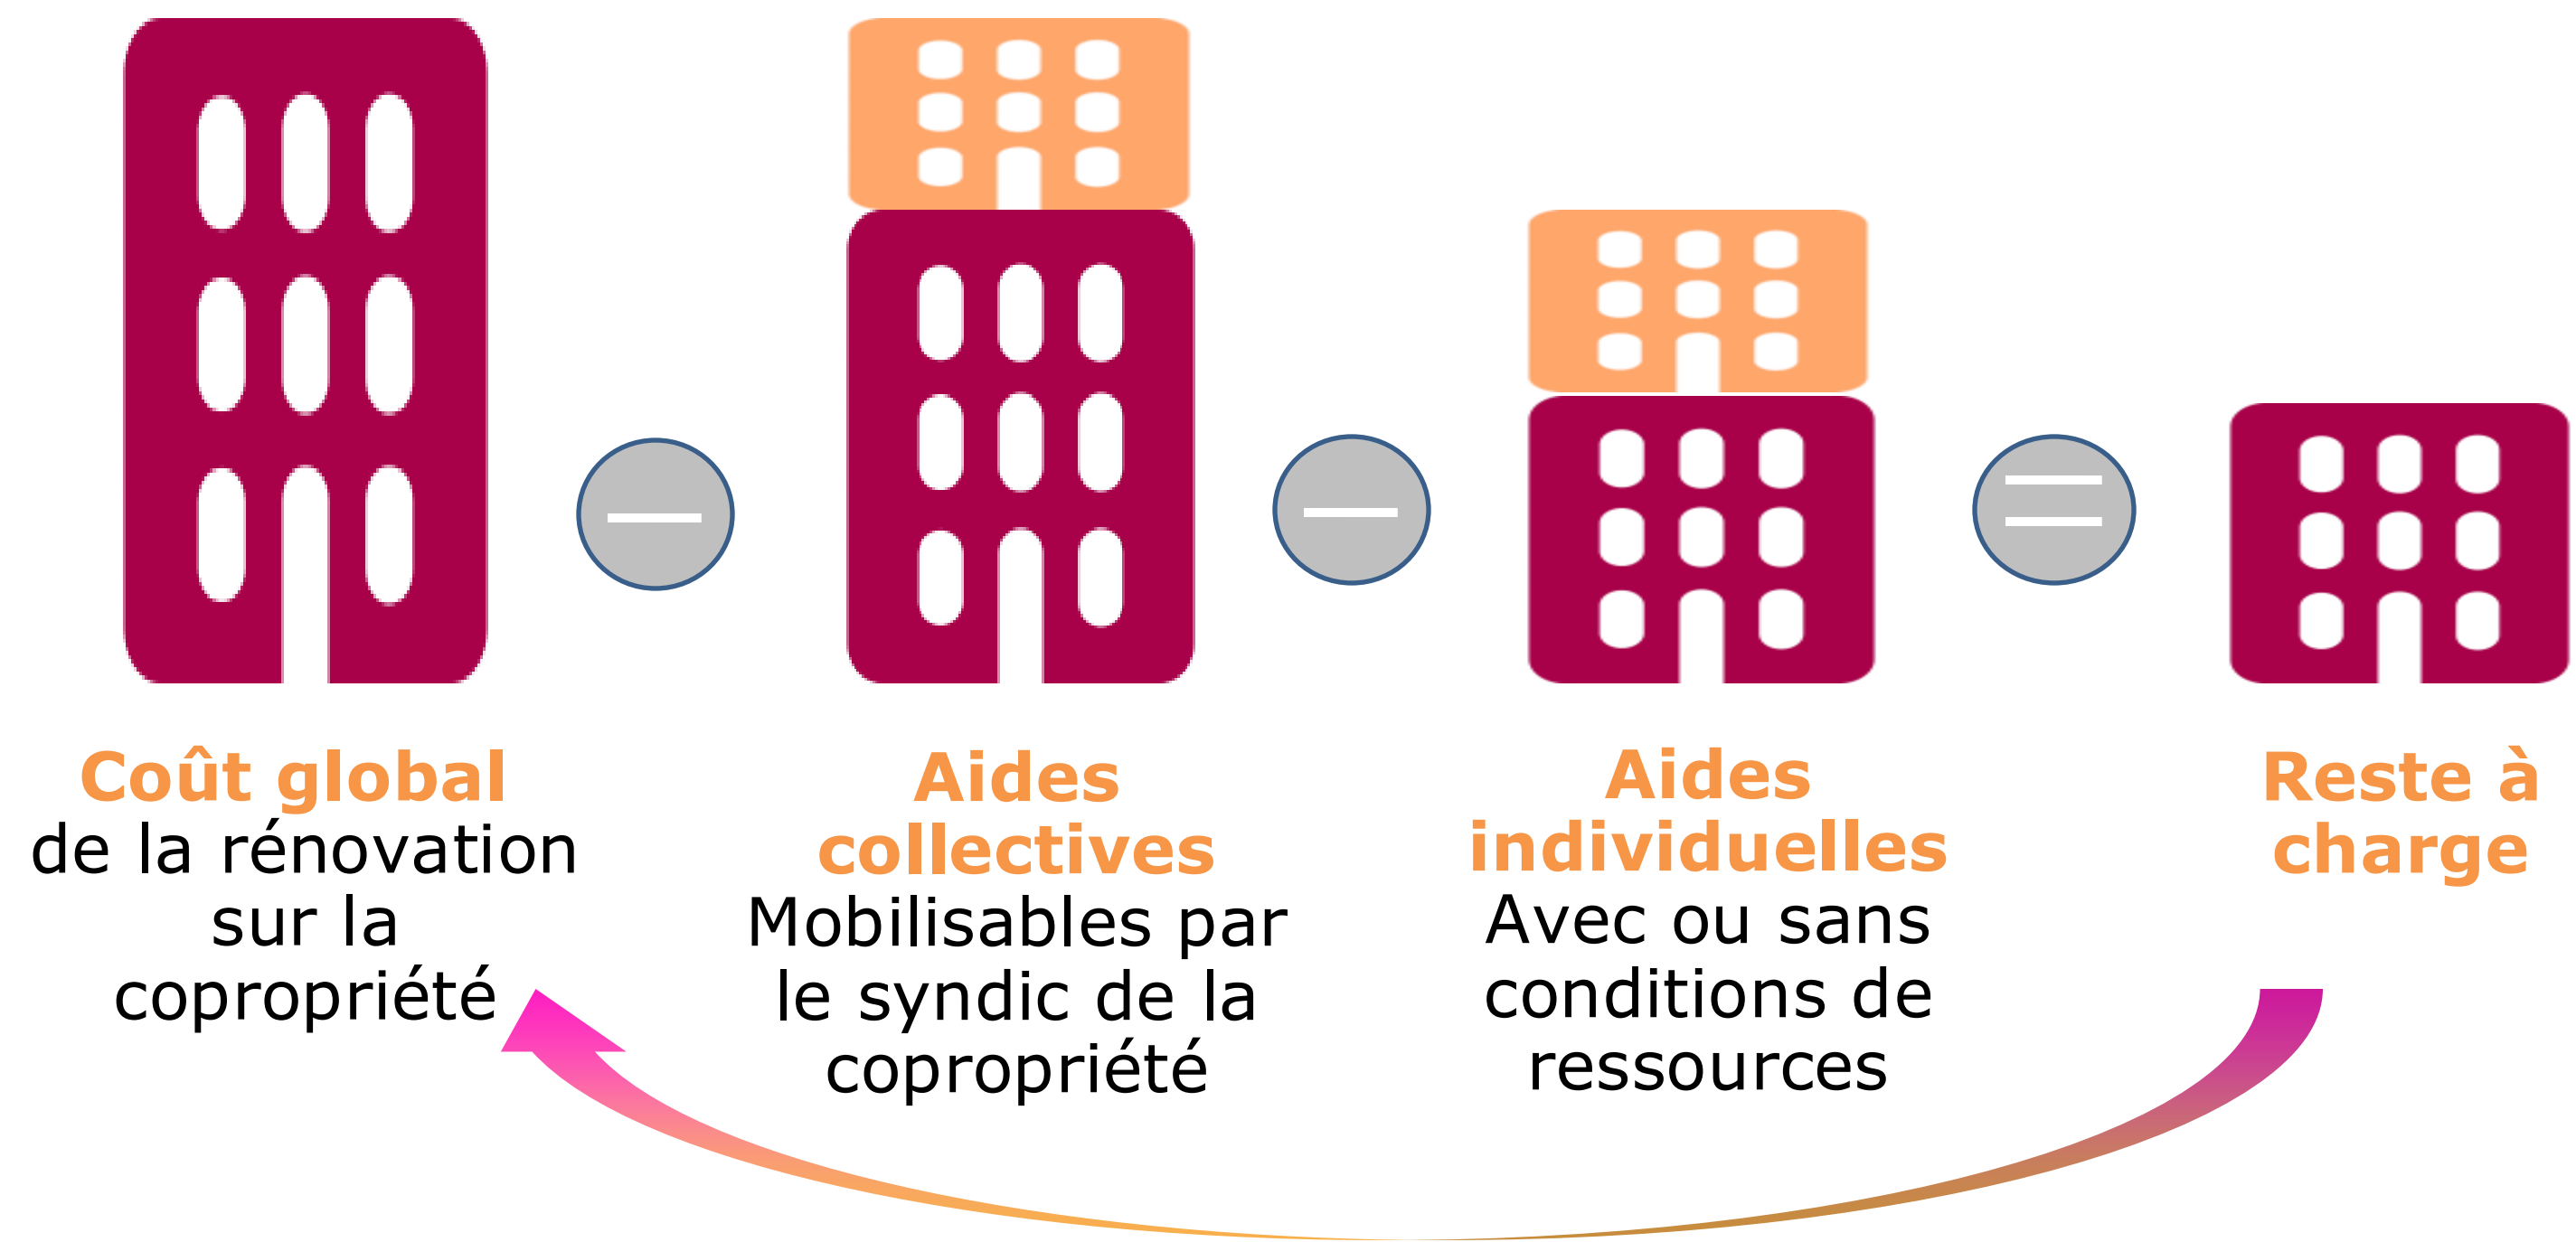 Coût global
de la rénovation
sur la
copropriété
Aides
collectives
Mobilisables par
le syndic de la
copropriété
Aides
individuelles
Avec ou sans
conditions de
ressources
Reste à
charge